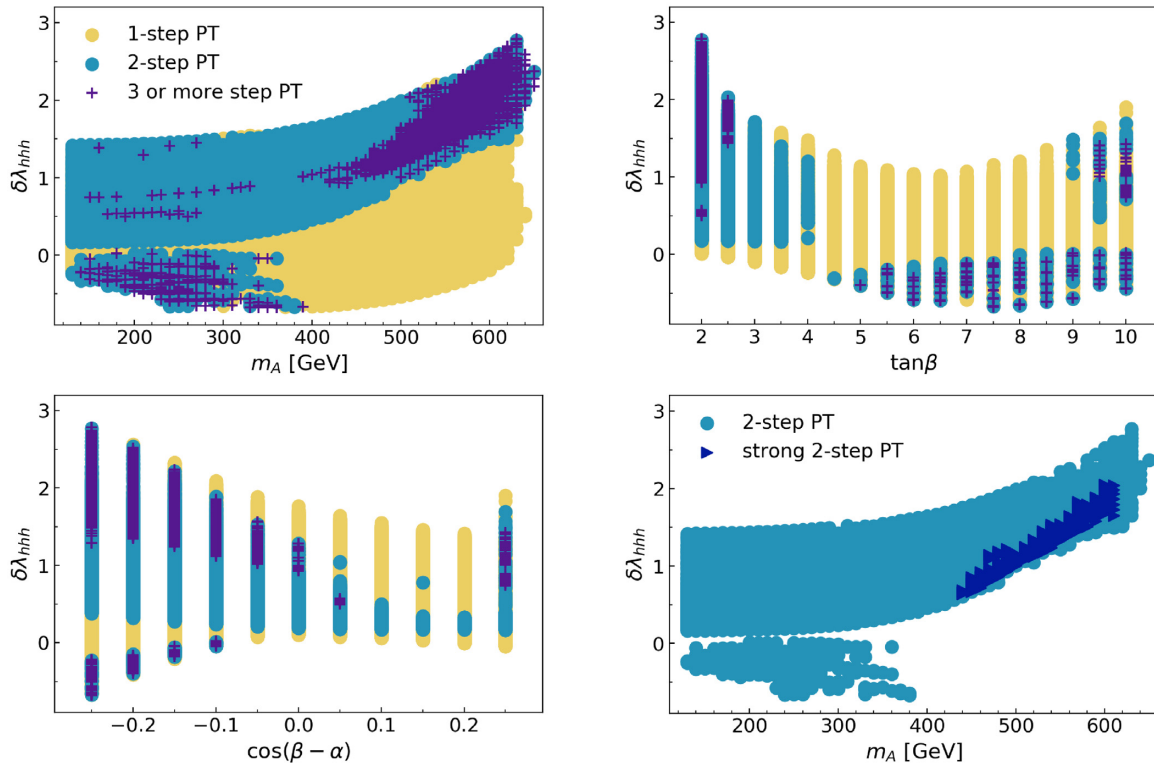 3
1-step PT
2-step PT
3 or more step PT
2
1
0
δλhhh
200 300 400 500 600
mA [GeV]
3
2
1
0
δλhhh
2 3 4 5 6 7 8 9 10
tanβ
3
2
1
0
δλhhh
−0.2 −0.1 0.0 0.1 0.2
cos(β − α)
3
2-step PT
strong 2-step PT
2
1
0
δλhhh
200 300 400 500 600
mA [GeV]